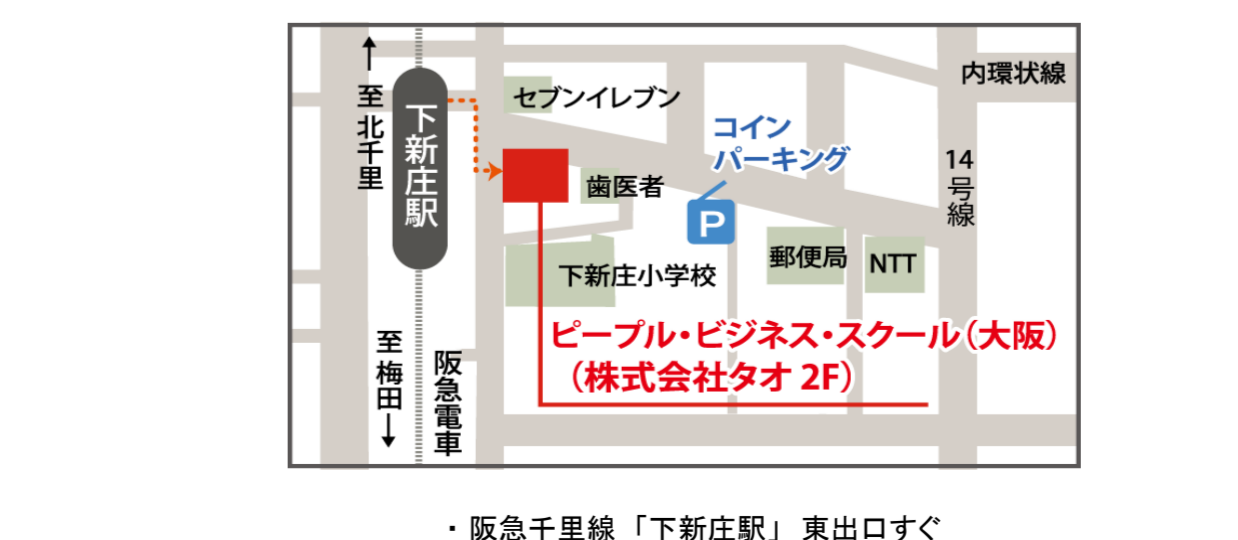 至北千里
下新庄駅
セブンイレブン
コイン
パーキング
内環状線
14号線
歯医者
P
郵便局
NTT
下新庄小学校
ピープル・ビジネス・スクール（大阪）
（株式会社タオ 2F）
至梅田
阪急電車
・阪急千里線「下新庄駅」東出口すぐ